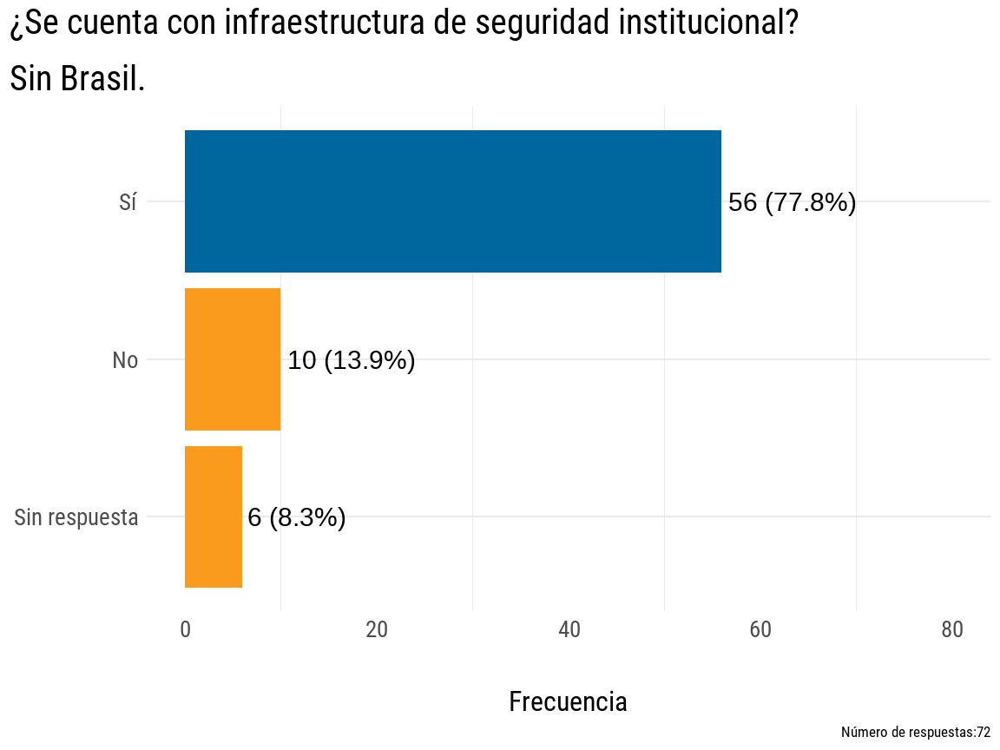 ¿Se cuenta con infraestructura de seguridad institucional?
Sin Brasil.
Sí
56 (77.8%)
No
10 (13.9%)
Sin respuesta
6 (8.3%)
0 20 40 60 80
Frecuencia
Número de respuestas:72